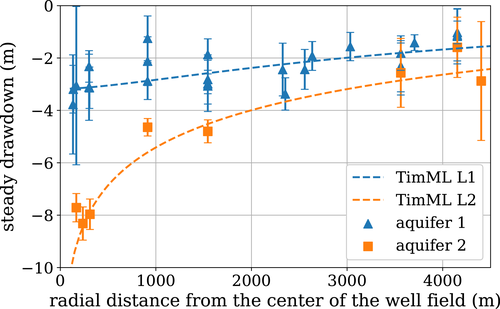 0
−2
−4
−6
−8
−10
steady drawdown (m)
TimML L1
TimML L2
aquifer 1
aquifer 2
0 1000 2000 3000 4000
radial distance from the center of the well field (m)